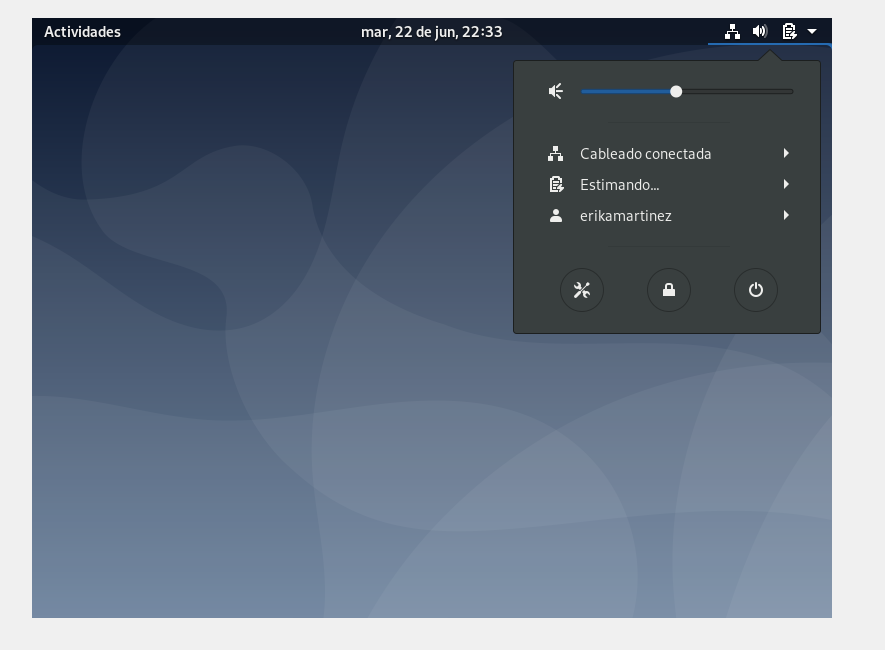 Actividades
mar, 22 de jun, 22:33
Cableado conectada
Estimando...
erikamartinez